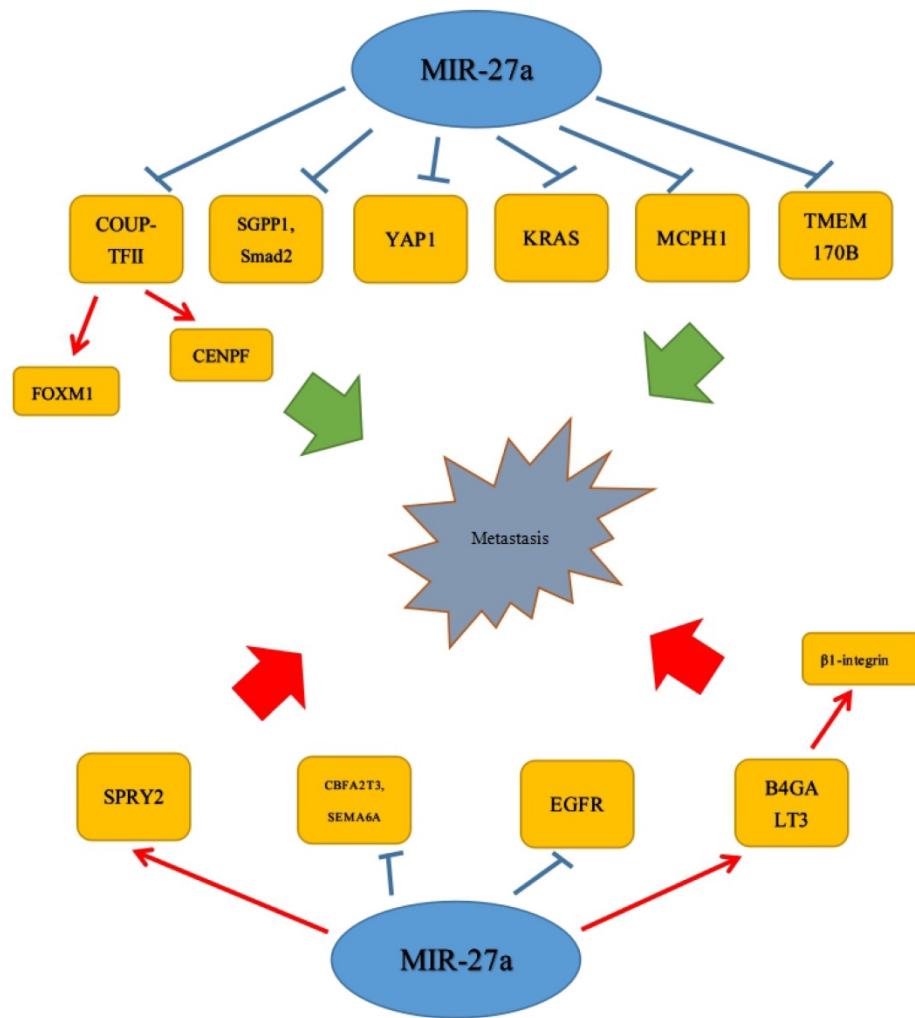 MIR-27a
COUP-
TFII
SGPP1,
Smad2
YAP1
KRAS
MCPH1
TMEM
170B
FOXM1
CENPF
Metastasis
β1-integrin
SPRY2
CBFA2T3,
SEMA6A
EGFR
B4GA
LT3
MIR-27a